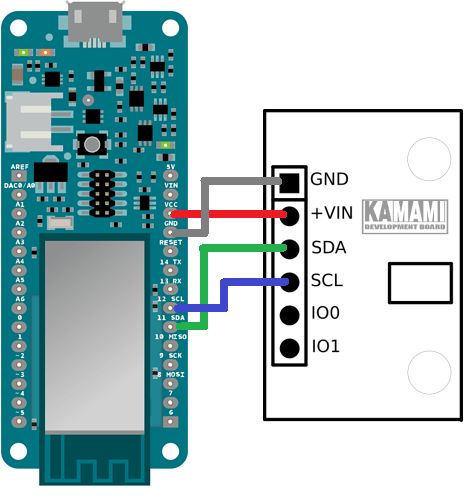 AREF
DAC0/A0
A1
A2
A3
A4
A5
A6
0
1
~2
~3
~4
~5
5V
VIN
VCC
GND
RESET
14 TX
13 RX
12 SCL
11 SDA
10 MISO
9 SCK
8 MOSI
7
6
GND
+VIN
SDA
SCL
IO0
IO1
KAMAMI
DEVELOPMENT BOARD